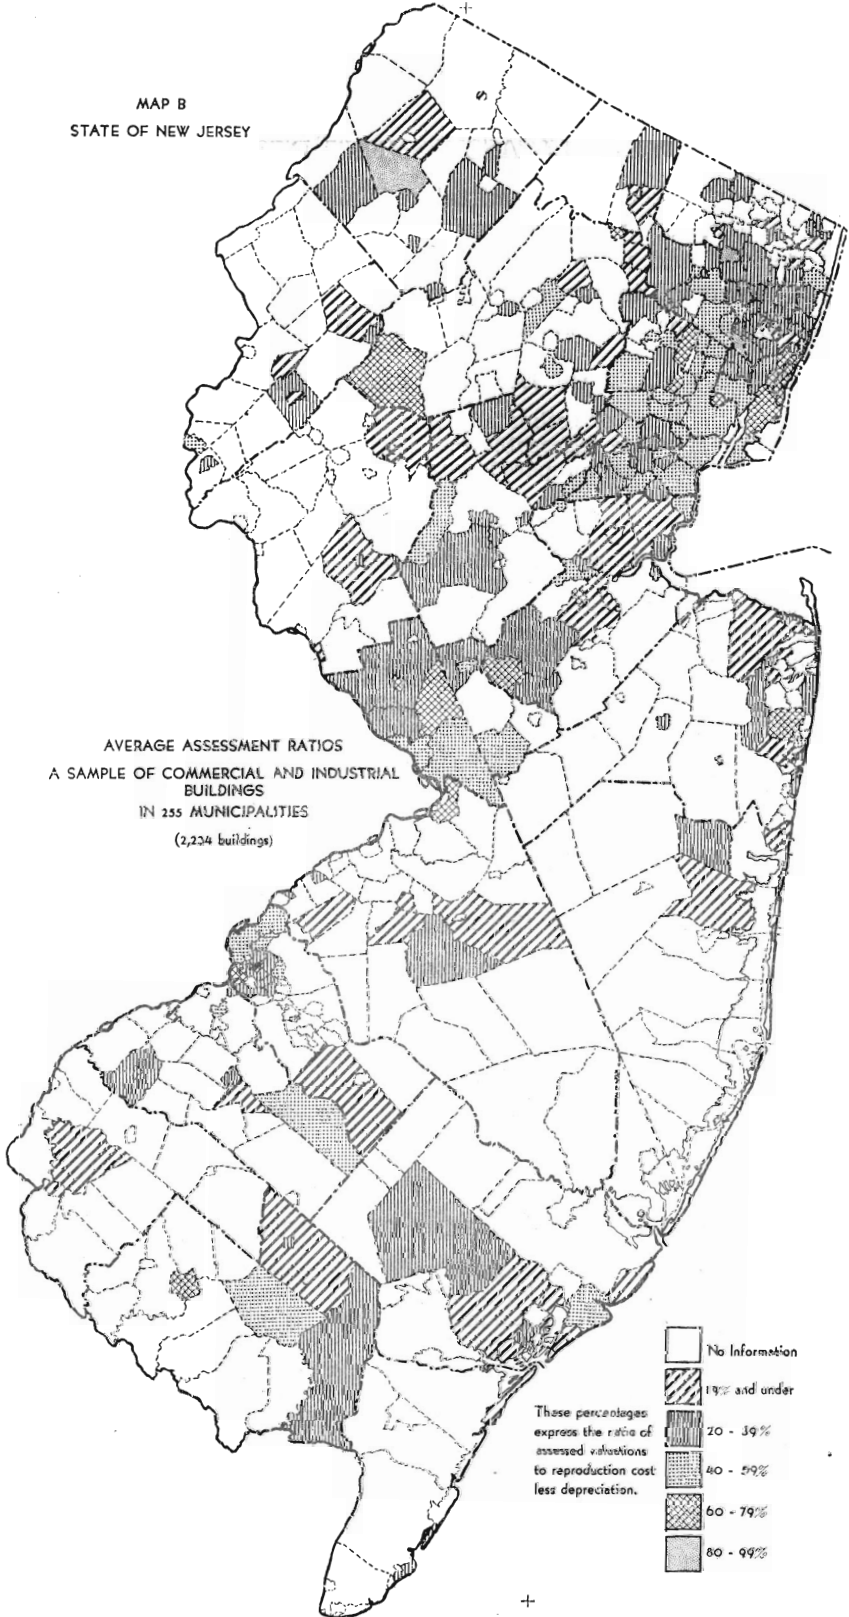 MAP B
STATE OF NEW JERSEY
AVERAGE ASSESSMENT RATIOS
A SAMPLE OF COMMERCIAL AND INDUSTRIAL
BUILDINGS
IN 255 MUNICIPALITIES
(2,234 buildings)
No Information
19% and under
These percentages
express the ratio of
assessed valuations
to reproduction cost
less depreciation.
20 - 39%
40 - 59%
60 - 79%
80 - 99%